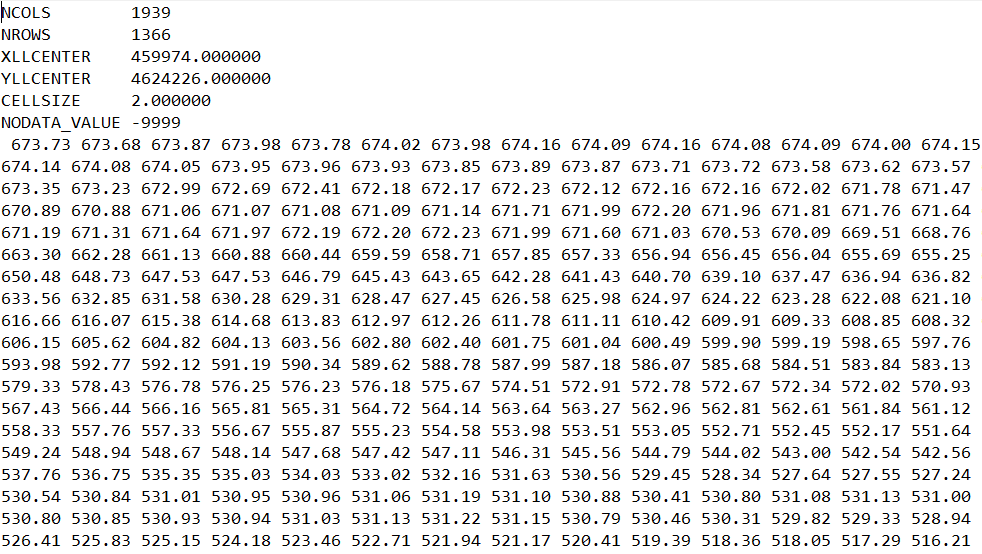 NCOLS 1939
NROWS 1366
XLLCENTER 459974.000000
YLLCENTER 4624226.000000
CELLSIZE 2.000000
NODATA_VALUE -9999
673.73 673.68 673.87 673.98 673.78 674.02 673.98 674.16 674.09 674.16 674.08 674.09 674.00 674.15
674.14 674.08 674.05 673.95 673.96 673.93 673.85 673.89 673.87 673.71 673.72 673.58 673.62 673.57
673.35 673.23 672.99 672.69 672.41 672.18 672.17 672.23 672.12 672.16 672.16 672.02 671.78 671.47
670.89 670.88 671.06 671.07 671.08 671.09 671.14 671.71 671.99 672.20 671.96 671.81 671.76 671.64
671.19 671.31 671.64 671.97 672.19 672.20 672.23 671.99 671.60 671.03 670.53 670.09 669.51 668.76
663.30 662.28 661.13 660.88 660.44 659.59 658.71 657.85 657.33 656.94 656.45 656.04 655.69 655.25
650.48 648.73 647.53 647.53 646.79 645.43 643.65 642.28 641.43 640.70 639.10 637.47 636.94 636.82
633.56 632.85 631.58 630.28 629.31 628.47 627.45 626.58 625.98 624.97 624.22 623.28 622.08 621.10
616.66 616.07 615.38 614.68 613.83 612.97 612.26 611.78 611.11 610.42 609.91 609.33 608.85 608.32
606.15 605.62 604.82 604.13 603.56 602.80 602.40 601.75 601.04 600.49 599.90 599.19 598.65 597.76
593.98 592.77 592.12 591.19 590.34 589.62 588.78 587.99 587.18 586.07 585.68 584.51 583.84 583.13
579.33 578.43 576.78 576.25 576.23 576.18 575.67 574.51 572.91 572.78 572.67 572.34 572.02 570.93
567.43 566.44 566.16 565.81 565.31 564.72 564.14 563.64 563.27 562.96 562.81 562.61 561.84 561.12
558.33 557.76 557.33 556.67 555.87 555.23 554.58 553.98 553.51 553.05 552.71 552.45 552.17 551.64
549.24 548.94 548.67 548.14 547.68 547.42 547.11 546.31 545.56 544.79 544.02 543.00 542.54 542.56
537.76 536.75 535.35 535.03 534.03 533.02 532.16 531.63 530.56 529.45 528.34 527.64 527.55 527.24
530.54 530.84 531.01 530.95 530.96 531.06 531.19 531.10 530.88 530.41 530.80 531.08 531.13 531.00
530.80 530.85 530.93 530.94 531.03 531.13 531.22 531.15 530.79 530.46 530.31 529.82 529.33 528.94
526.41 525.83 525.15 524.18 523.46 522.71 521.94 521.17 520.41 519.39 518.36 518.05 517.29 516.21